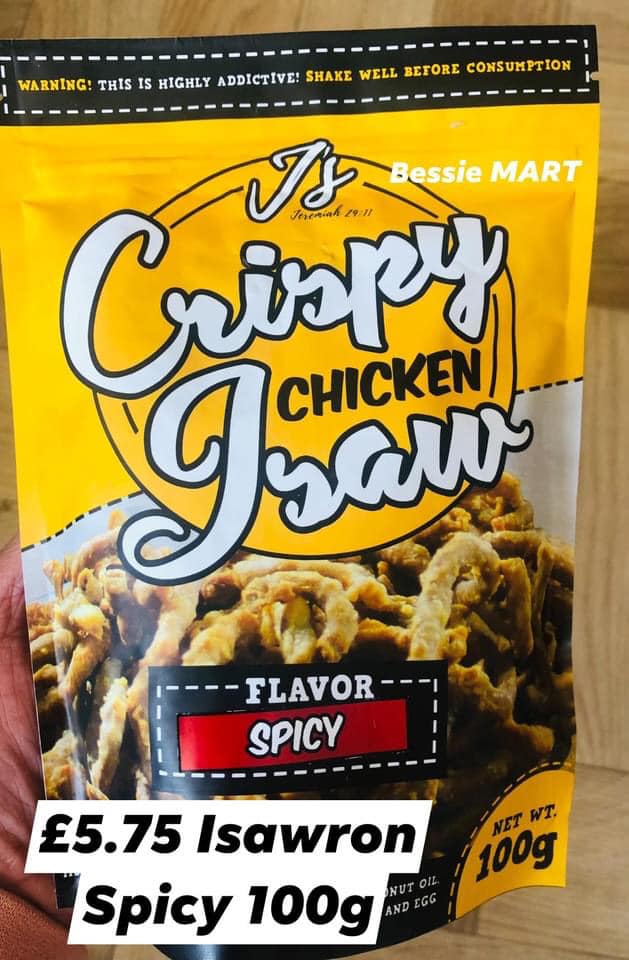 WARNING! THIS IS HIGHLY ADDICTIVE! SHAKE WELL BEFORE CONSUMPTION
J's
Bessie MART
Jeremiah 29:11
Crispy
CHICKEN
Isaw
FLAVOR
SPICY
£5.75 Isawron
Spicy 100g
NET WT.
100g
OIL.
AND EGG